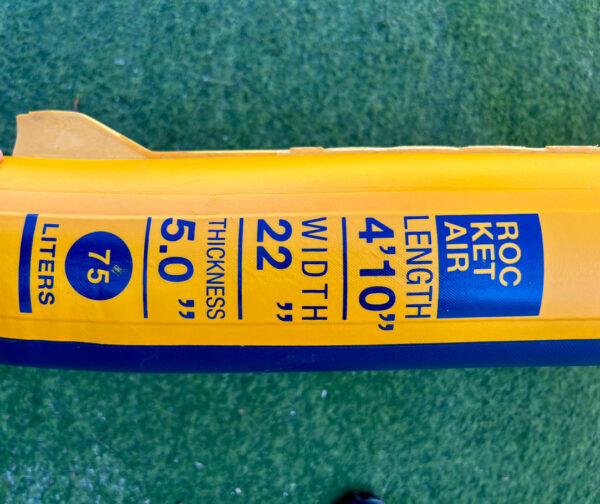 ROC
KET
AIR
LENGTH
4'10"
WIDTH
22 "
THICKNESS
5.0 "
75
LITERS